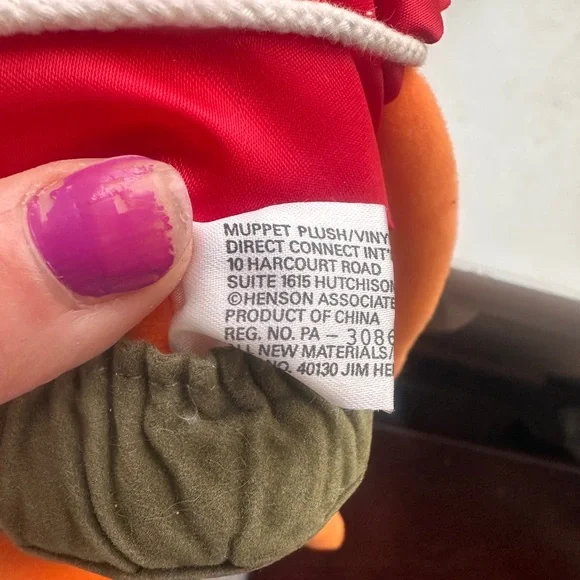 MUPPET PLUSH/VINY
DIRECT CONNECT INT'
10 HARCOURT ROAD
SUITE 1615 HUTCHISON
©HENSON ASSOCIATE
PRODUCT OF CHINA
REG. NO. PA – 3086
ALL NEW MATERIALS/
NO. 40130 JIM HE